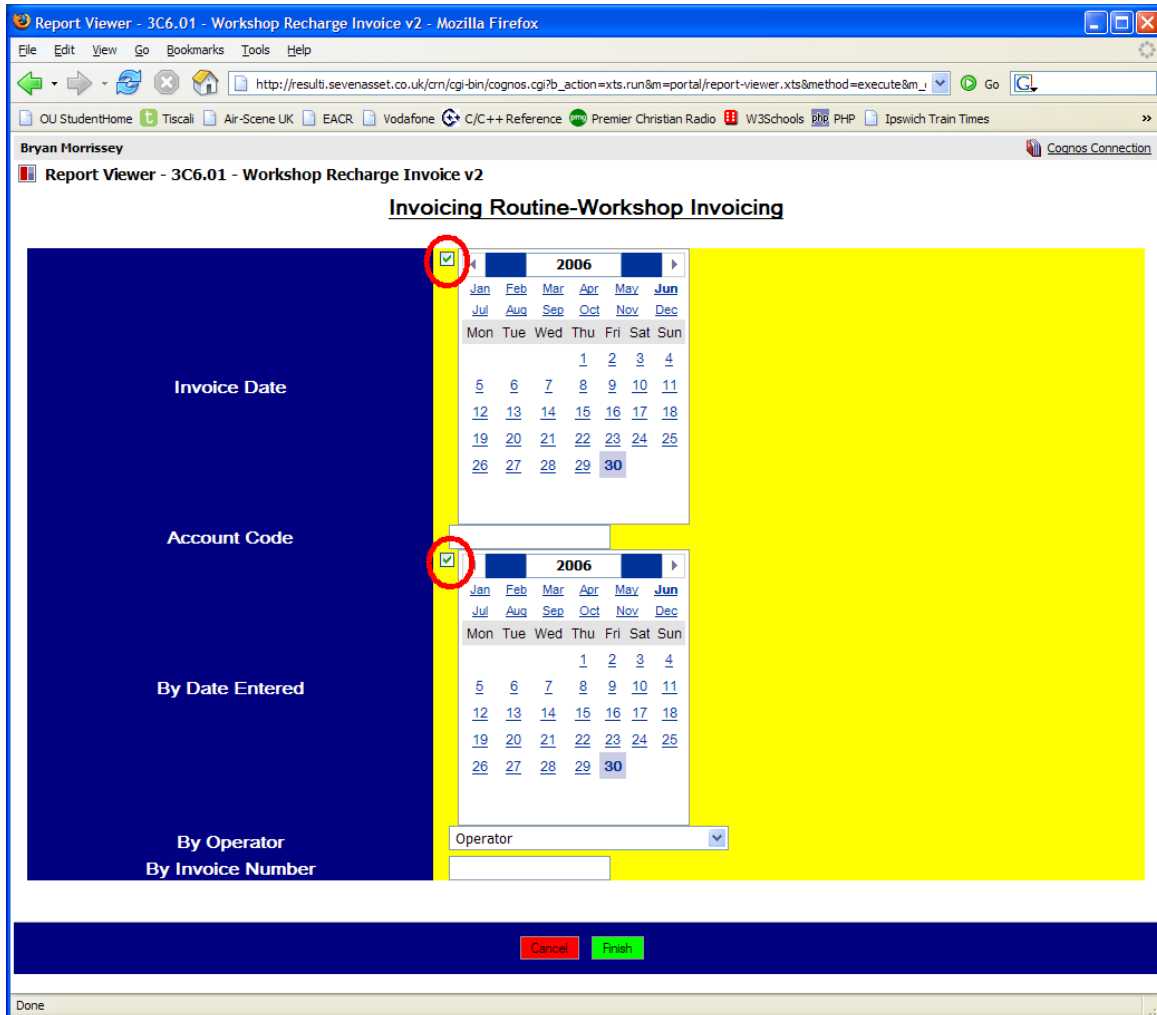 Report Viewer - 3C6.01 - Workshop Recharge Invoice v2 - Mozilla Firefox
File Edit View Go Bookmarks Tools Help
http://resulti.sevenasset.co.uk/crn/cgi-bin/cognos.cgi?b_action=xts.run&m=portal/report-viewer.xts&method=execute&m_ Go G
OU StudentHome t Tiscali Air-Scene UK EACR Vodafone C/C++ Reference pmg Premier Christian Radio W3Schools php PHP Ipswich Train Times »
Bryan Morrissey Cognos Connection
Report Viewer - 3C6.01 - Workshop Recharge Invoice v2
Invoicing Routine-Workshop Invoicing
2006
Jan Feb Mar Apr May Jun
Jul Aug Sep Oct Nov Dec
Mon Tue Wed Thu Fri Sat Sun
1 2 3 4
Invoice Date 5 6 7 8 9 10 11
12 13 14 15 16 17 18
19 20 21 22 23 24 25
26 27 28 29 30
Account Code
2006
Jan Feb Mar Apr May Jun
Jul Aug Sep Oct Nov Dec
Mon Tue Wed Thu Fri Sat Sun
1 2 3 4
By Date Entered 5 6 7 8 9 10 11
12 13 14 15 16 17 18
19 20 21 22 23 24 25
26 27 28 29 30
By Operator Operator
By Invoice Number
Cancel Finish
Done